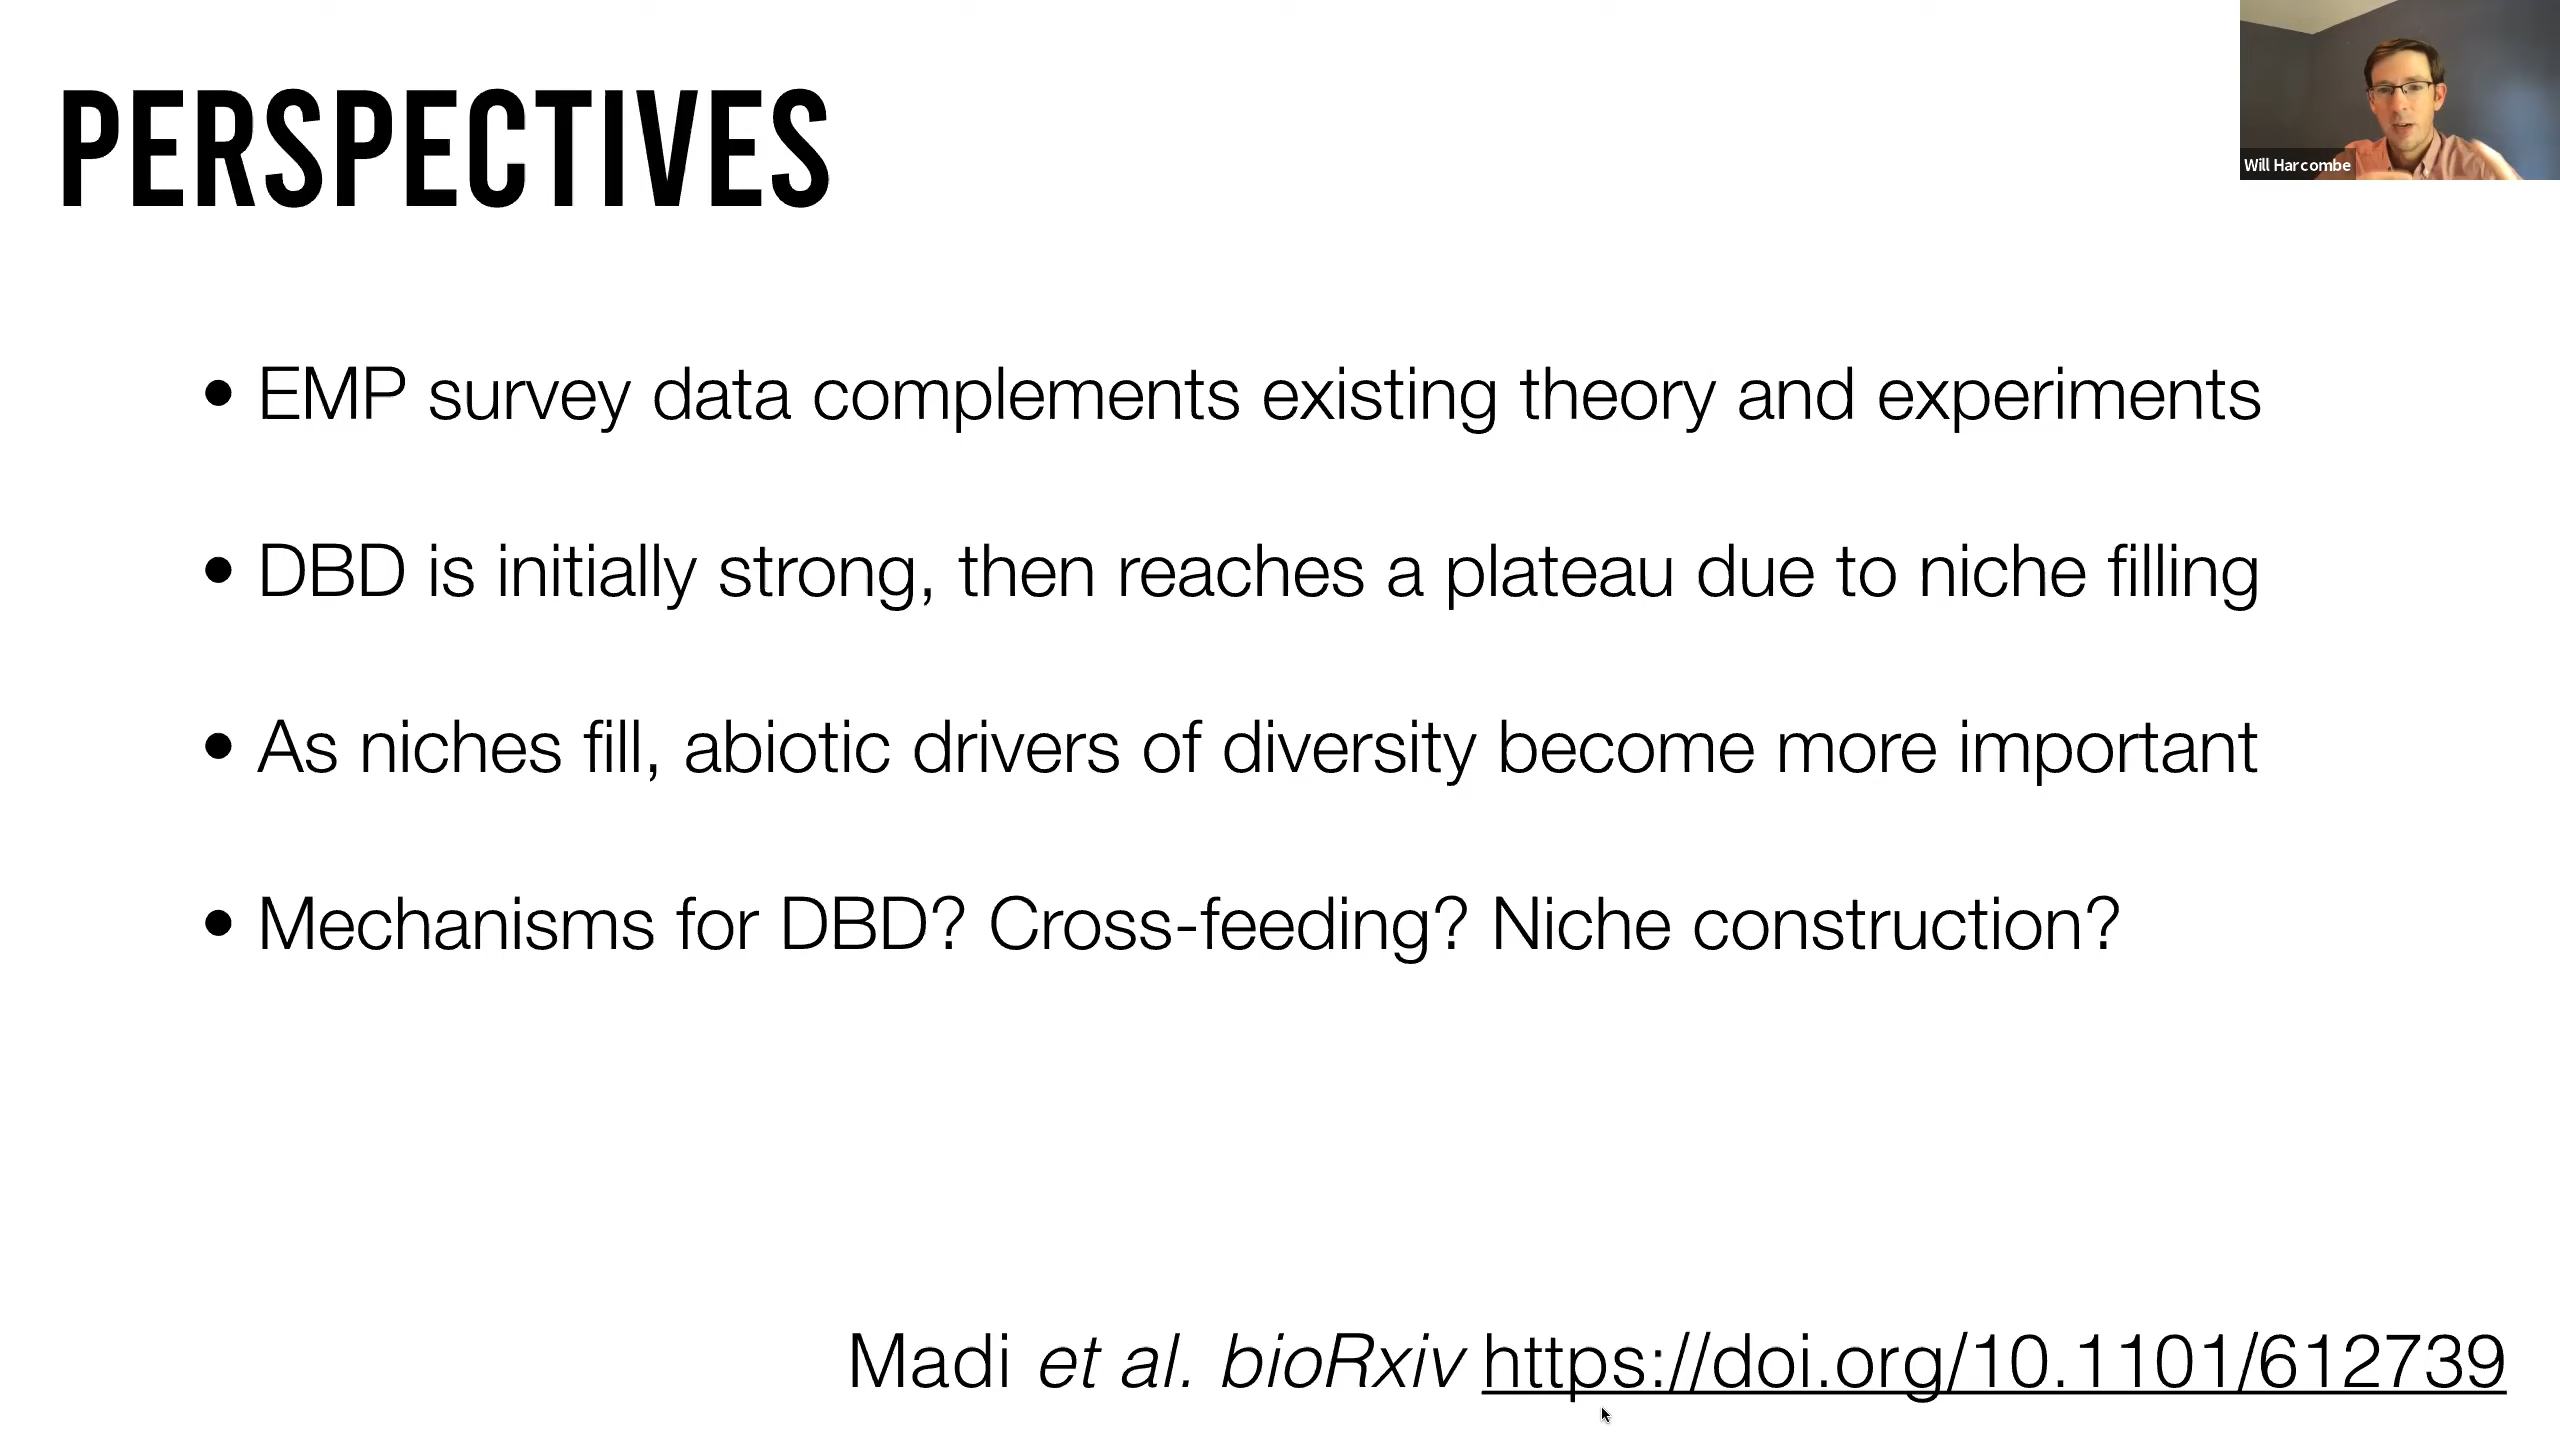 PERSPECTIVES
Will Harcombe
• EMP survey data complements existing theory and experiments
• DBD is initially strong, then reaches a plateau due to niche filling
• As niches fill, abiotic drivers of diversity become more important
• Mechanisms for DBD? Cross-feeding? Niche construction?
Madi et al. bioRxiv https://doi.org/10.1101/612739